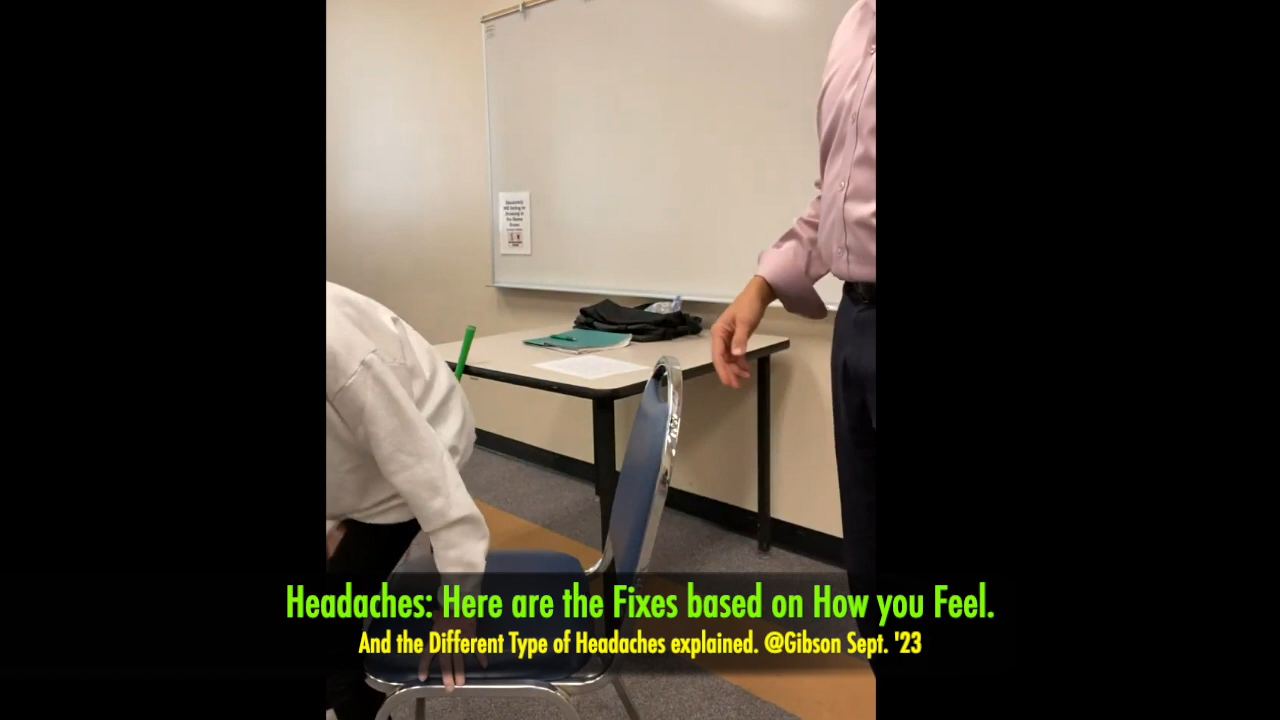 Headaches: Here are the Fixes based on How you Feel.
And the Different Type of Headaches explained. @Gibson Sept. '23